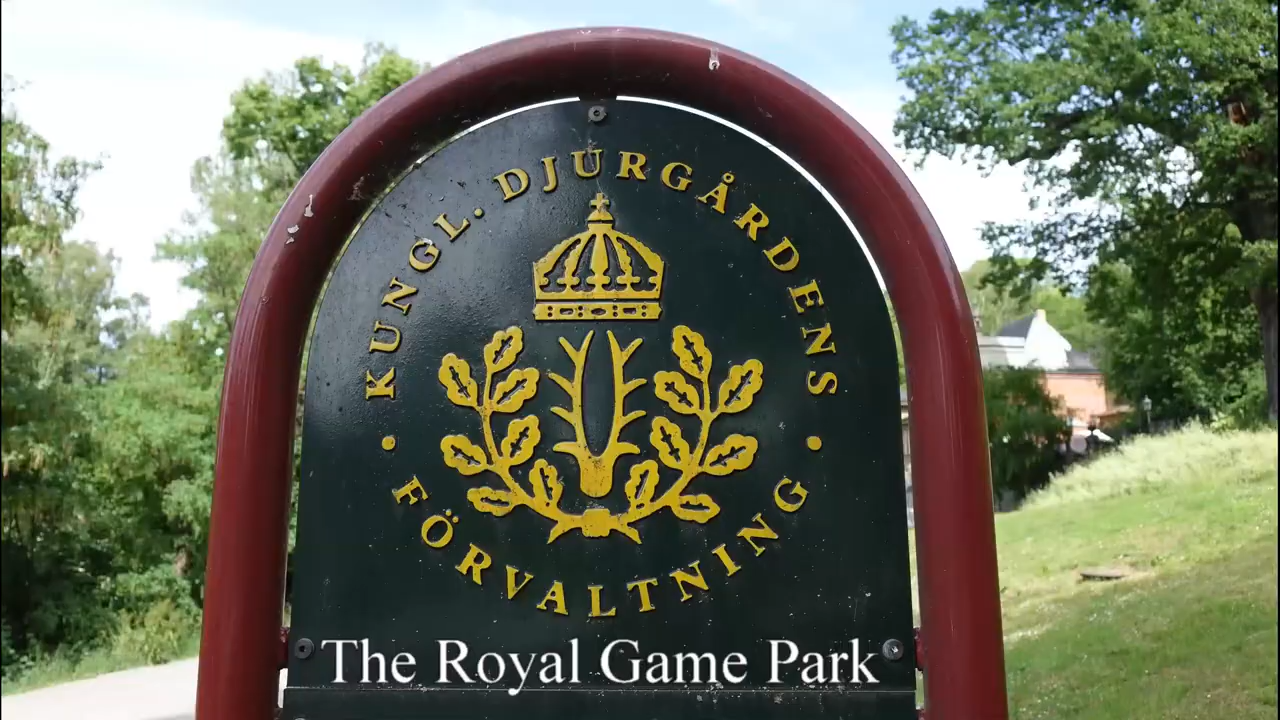 KUNGL. DJURGÅRDENS
• FÖRVALTNING •
The Royal Game Park